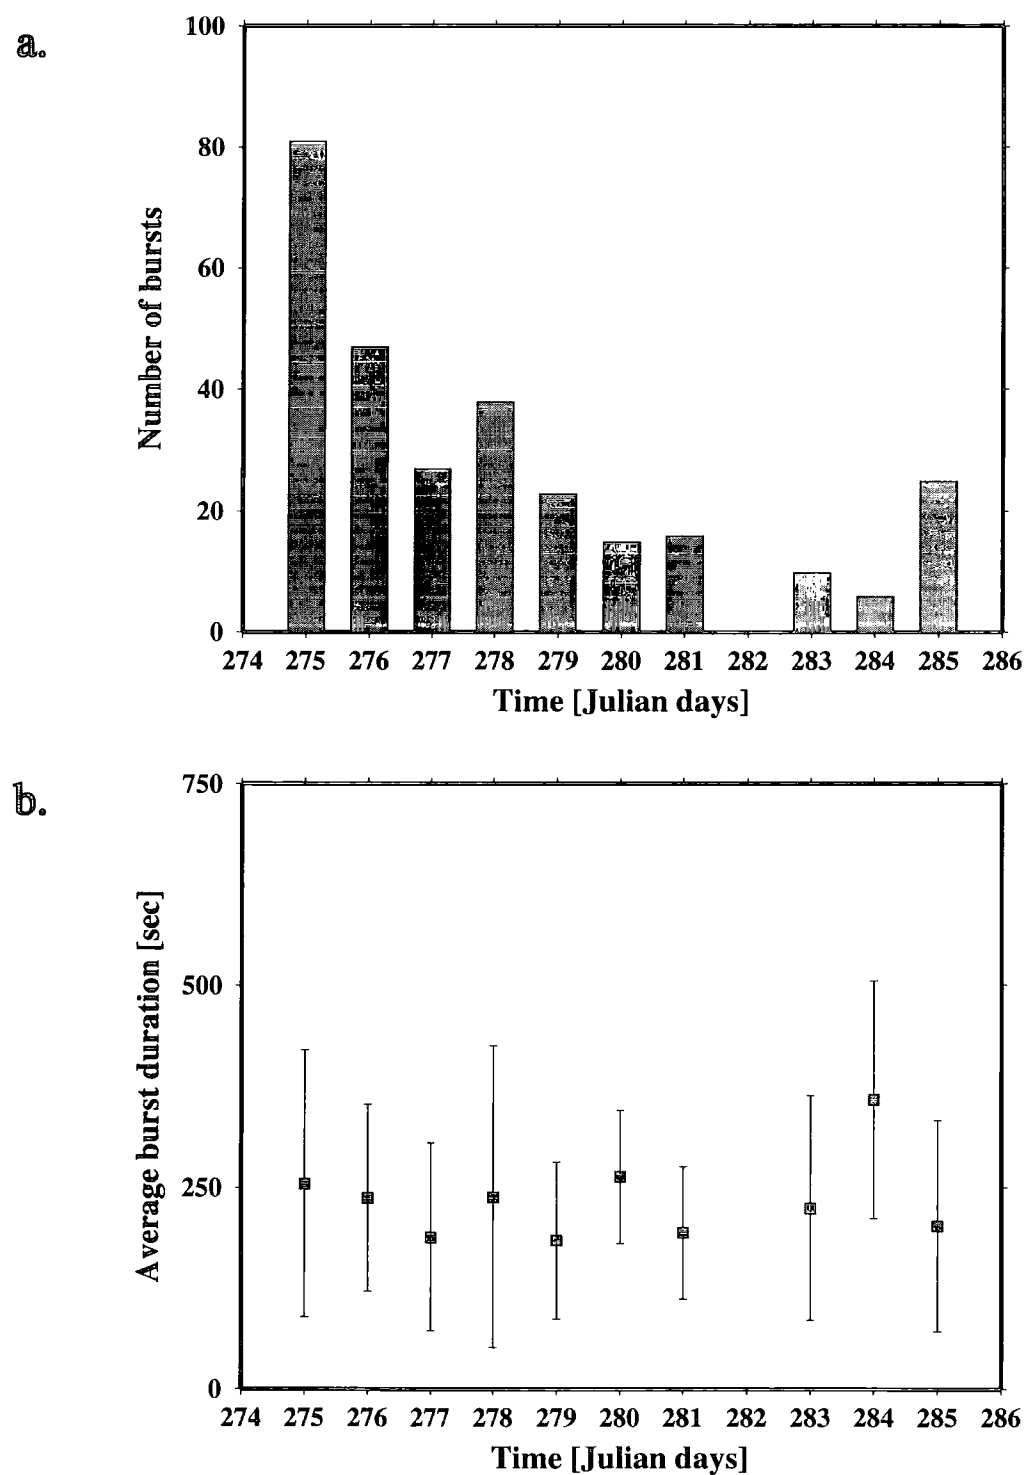 a.
100
80
60
40
20
0
Number of bursts
274 275 276 277 278 279 280 281 282 283 284 285 286
Time [Julian days]
b.
750
500
250
0
Average burst duration [sec]
274 275 276 277 278 279 280 281 282 283 284 285 286
Time [Julian days]